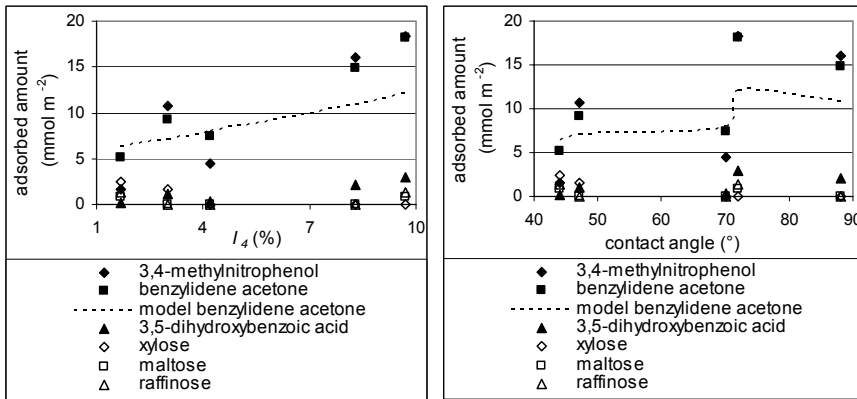 adsorbed amount
(mmol m⁻²)
20
15
10
5
0
1
4
7
10
l₄ (%)
3,4-methylnitrophenol
benzylidene acetone
model benzylidene acetone
3,5-dihydroxybenzoic acid
xylose
maltose
raffinose
adsorbed amount
(mmol m⁻²)
20
15
10
5
0
40
50
60
70
80
90
contact angle (°)
3,4-methylnitrophenol
benzylidene acetone
model benzylidene acetone
3,5-dihydroxybenzoic acid
xylose
maltose
raffinose